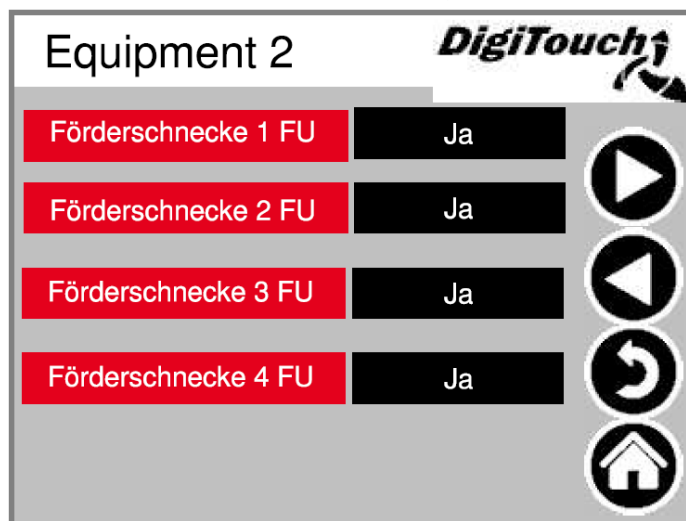 Equipment 2
DigiTouch
Förderschnecke 1 FU
Ja
Förderschnecke 2 FU
Ja
Förderschnecke 3 FU
Ja
Förderschnecke 4 FU
Ja